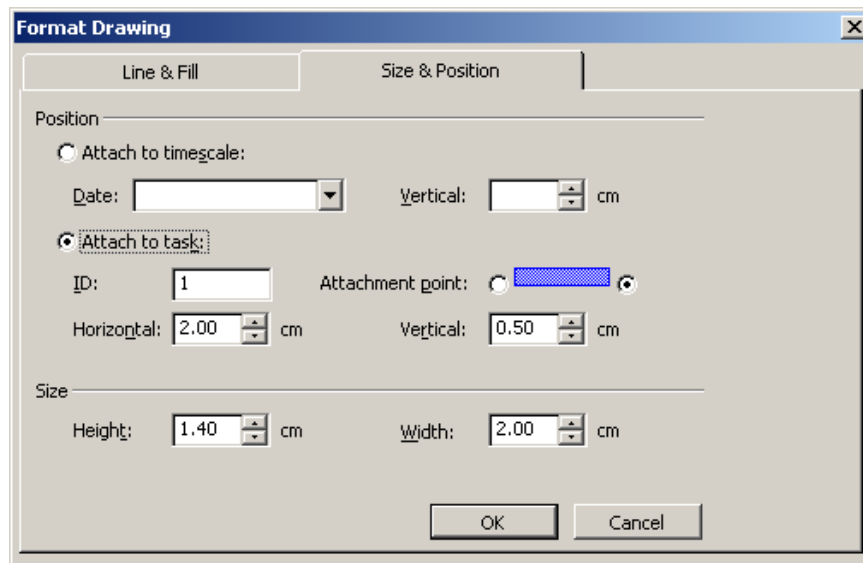 Format Drawing
Line & Fill Size & Position
Position
Attach to timescale:
Date: Vertical: cm
Attach to task:
ID: 1 Attachment point:
Horizontal: 2.00 cm Vertical: 0.50 cm
Size
Height: 1.40 cm Width: 2.00 cm
OK Cancel